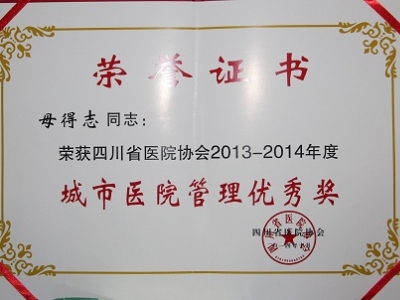 荣誉证书
毋得志 同志：
荣获四川省医院协会2013-2014年度
城市医院管理优秀奖
四川省医院协会